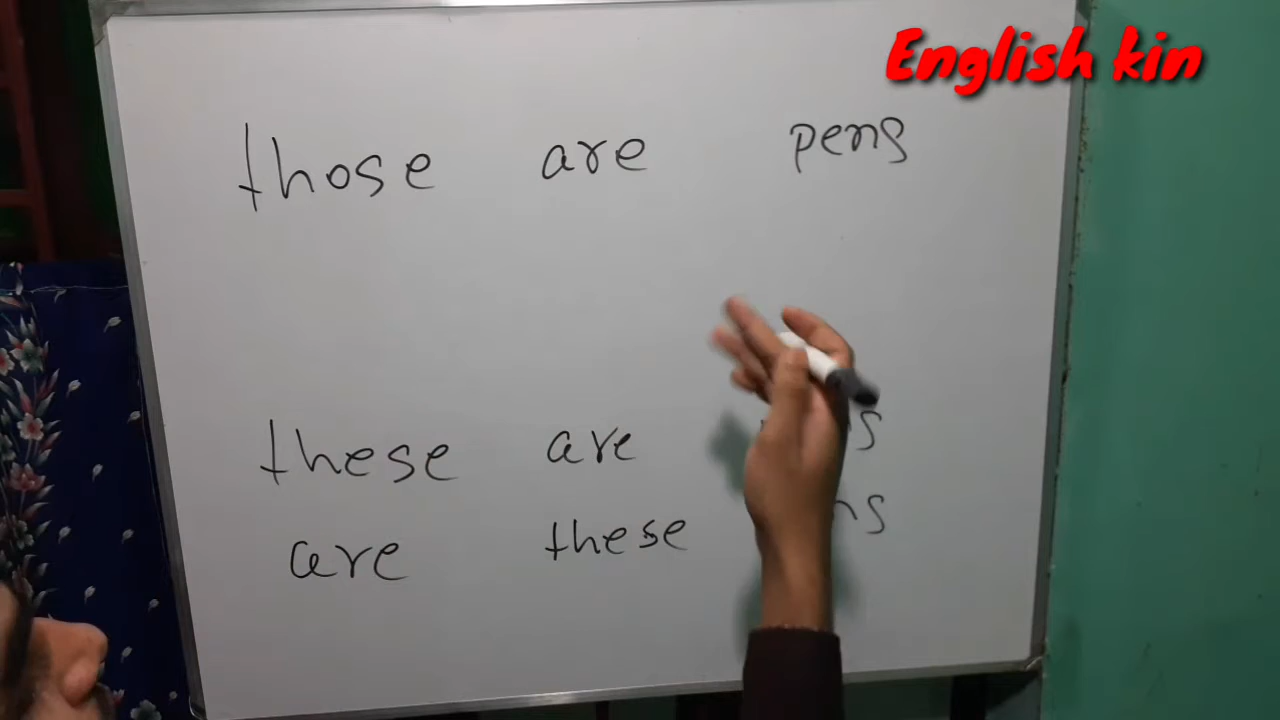 English kin
those are pens
these are
are these